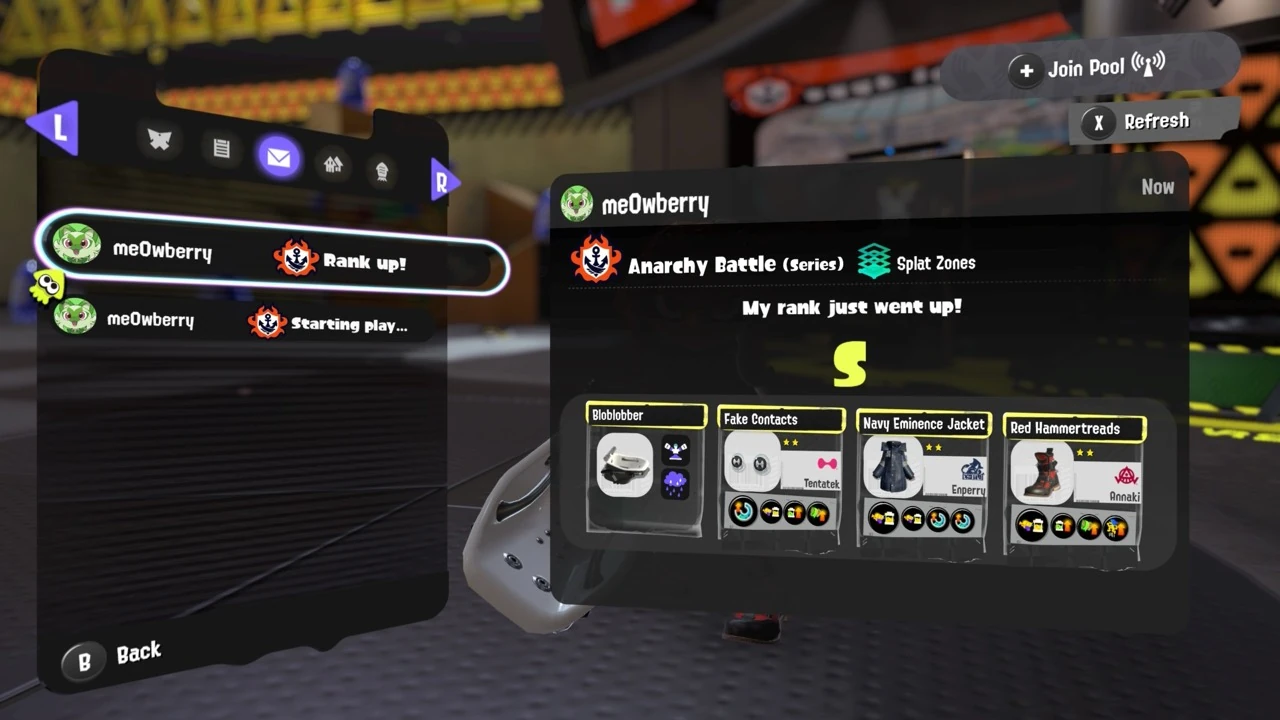 + Join Pool
X Refresh
L
R
meOwberry Rank up!
meOwberry Starting play...
meOwberry Now
Anarchy Battle (Series) Splat Zones
My rank just went up!
S
Bloblobber
Fake Contacts
Tentatek
Navy Eminence Jacket
Enperry
Red Hammertreads
Annaki
B Back